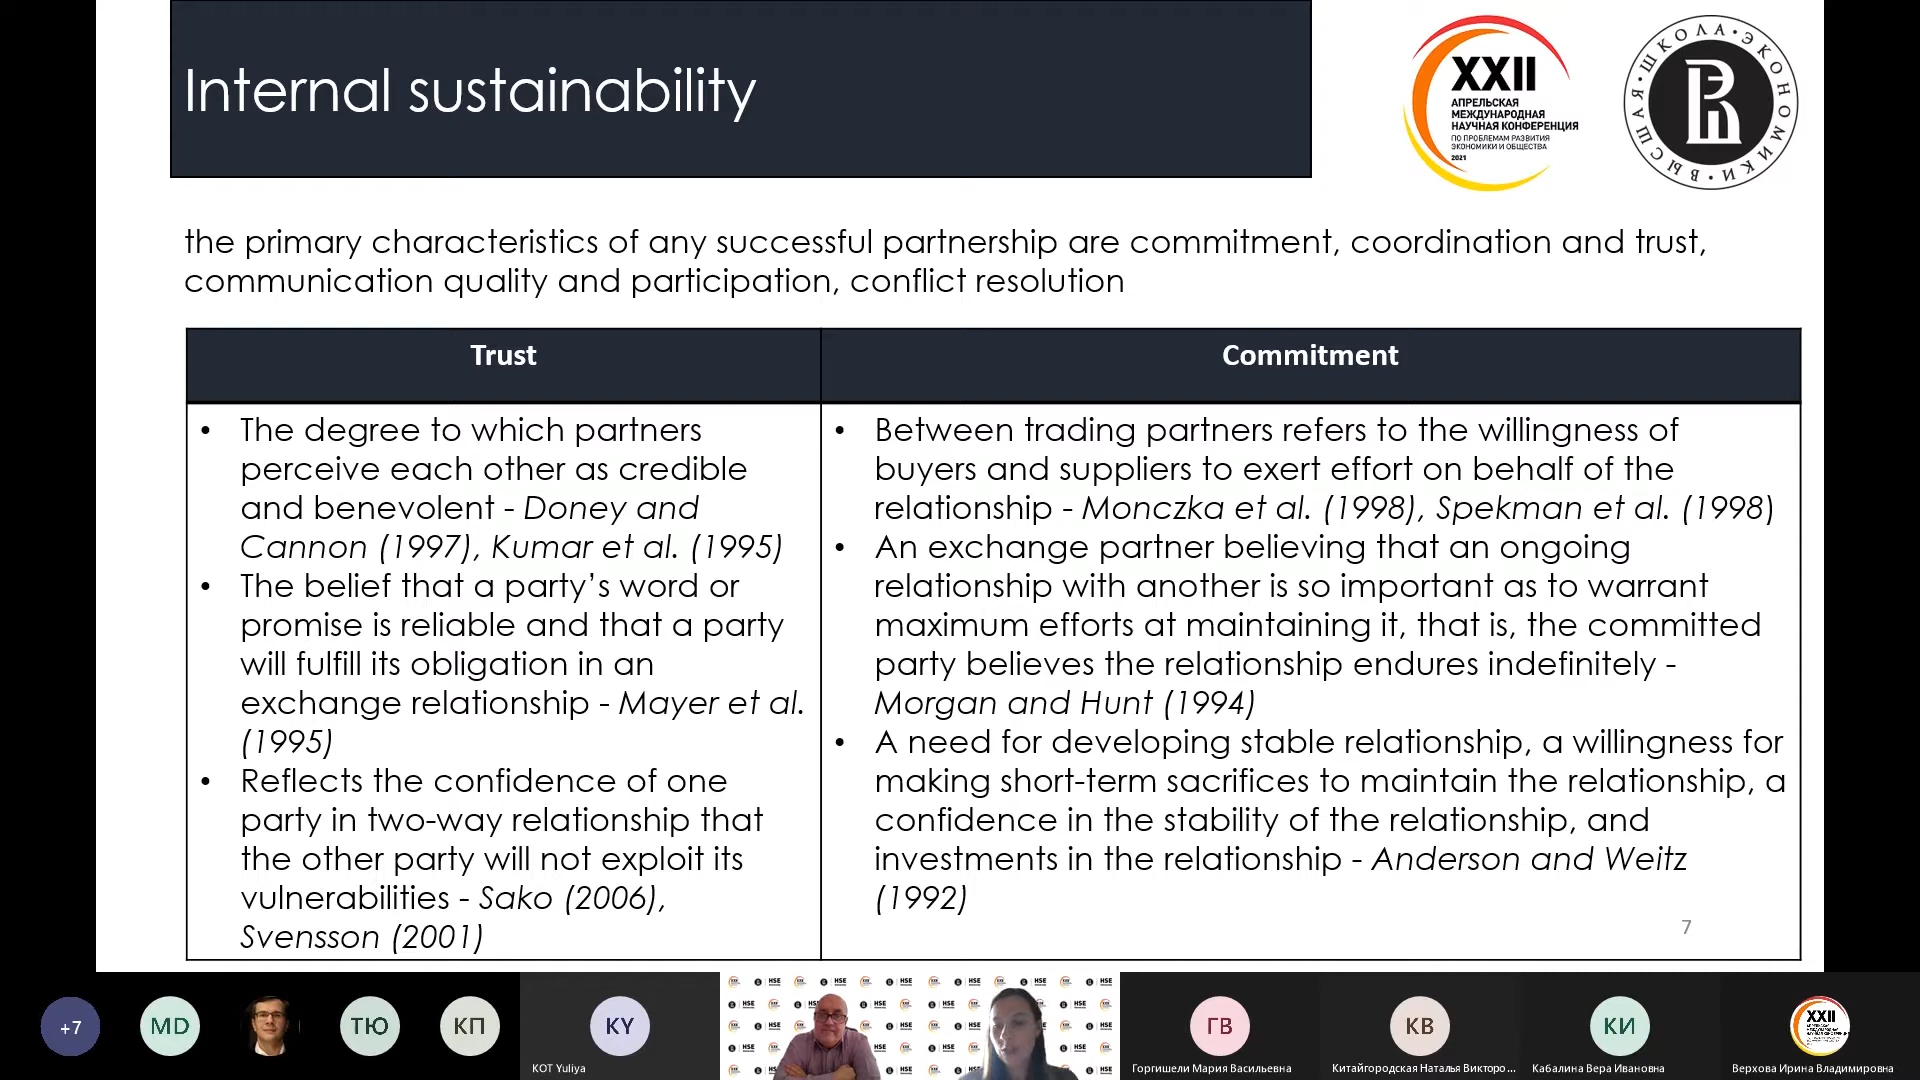 Internal sustainability
XXII
АПРЕЛЬСКАЯ
МЕЖДУНАРОДНАЯ
НАУЧНАЯ КОНФЕРЕНЦИЯ
ПО ПРОБЛЕМАМ РАЗВИТИЯ
ЭКОНОМИКИ И ОБЩЕСТВА
2021
ВЫСШАЯ • ШКОЛА • ЭКОНОМИКИ •
the primary characteristics of any successful partnership are commitment, coordination and trust,
communication quality and participation, conflict resolution
Trust
• The degree to which partners
perceive each other as credible
and benevolent - Doney and
Cannon (1997), Kumar et al. (1995)
• The belief that a party’s word or
promise is reliable and that a party
will fulfill its obligation in an
exchange relationship - Mayer et al.
(1995)
• Reflects the confidence of one
party in two-way relationship that
the other party will not exploit its
vulnerabilities - Sako (2006),
Svensson (2001)
Commitment
• Between trading partners refers to the willingness of
buyers and suppliers to exert effort on behalf of the
relationship - Monczka et al. (1998), Spekman et al. (1998)
• An exchange partner believing that an ongoing
relationship with another is so important as to warrant
maximum efforts at maintaining it, that is, the committed
party believes the relationship endures indefinitely -
Morgan and Hunt (1994)
• A need for developing stable relationship, a willingness for
making short-term sacrifices to maintain the relationship, a
confidence in the stability of the relationship, and
investments in the relationship - Anderson and Weitz
(1992)
7
+7
MD
ТЮ
КП
KY
KOT Yuliya
HSE
ГВ
Горгишели Мария Васильевна
КВ
Китайгородская Наталья Викторо ...
КИ
Кабалина Вера Ивановна
XXII
Верхова Ирина Владимировна